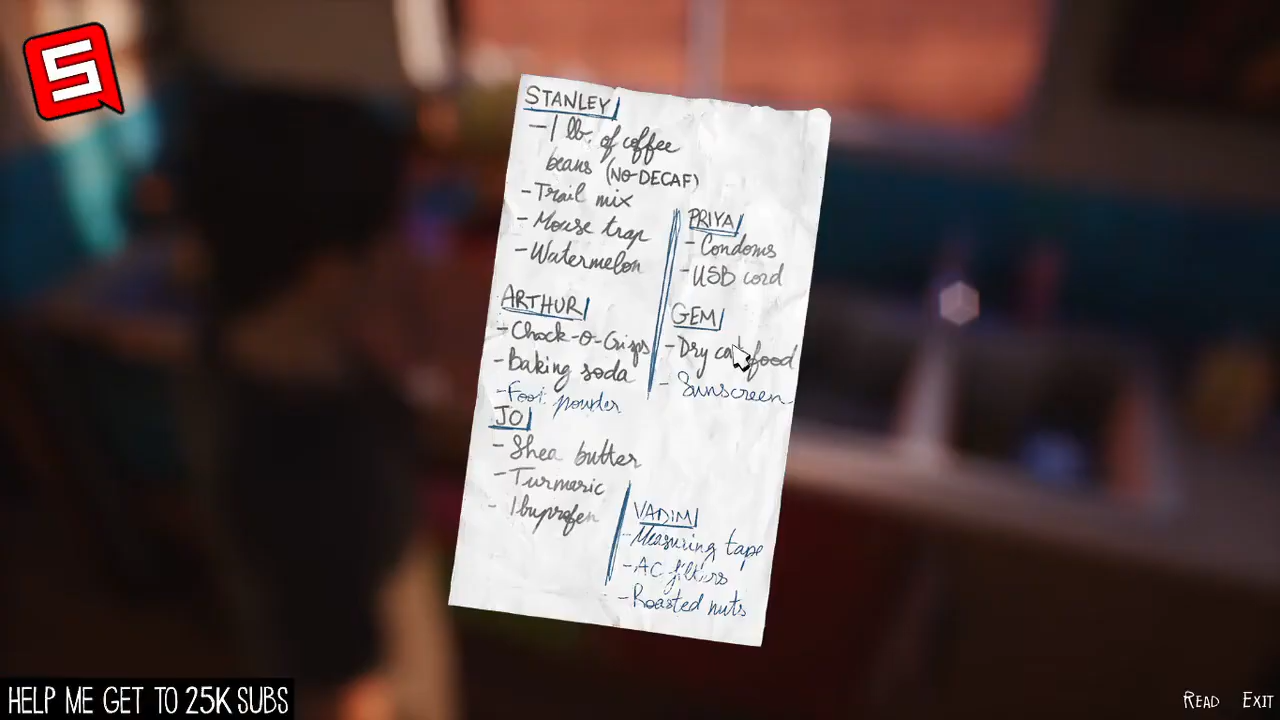 STANLEY
- 1 lb. of coffee
beans (NO DECAF)
- Trail mix
- Mouse trap
- Watermelon
ARTHUR
- Chock-O-Crisps
- Baking soda
- Foot powder
JO
- Shea butter
- Turmeric
- Ibuprofen
PRIYA
- Condoms
- USB cord
GEM
- Dry cat food
- Sunscreen
VADIM
- Measuring tape
- AC filters
- Roasted nuts
HELP ME GET TO 25K SUBS
READ EXIT